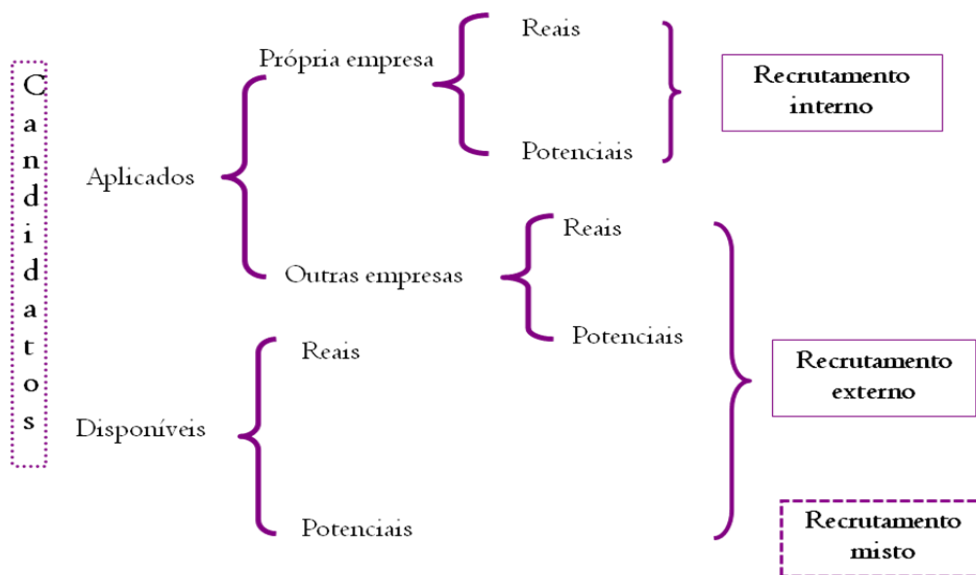 Candidatos
Aplicados
Própria empresa
Reais
Potenciais
Recrutamento
interno
Outras empresas
Reais
Potenciais
Disponíveis
Reais
Potenciais
Recrutamento
externo
Recrutamento
misto